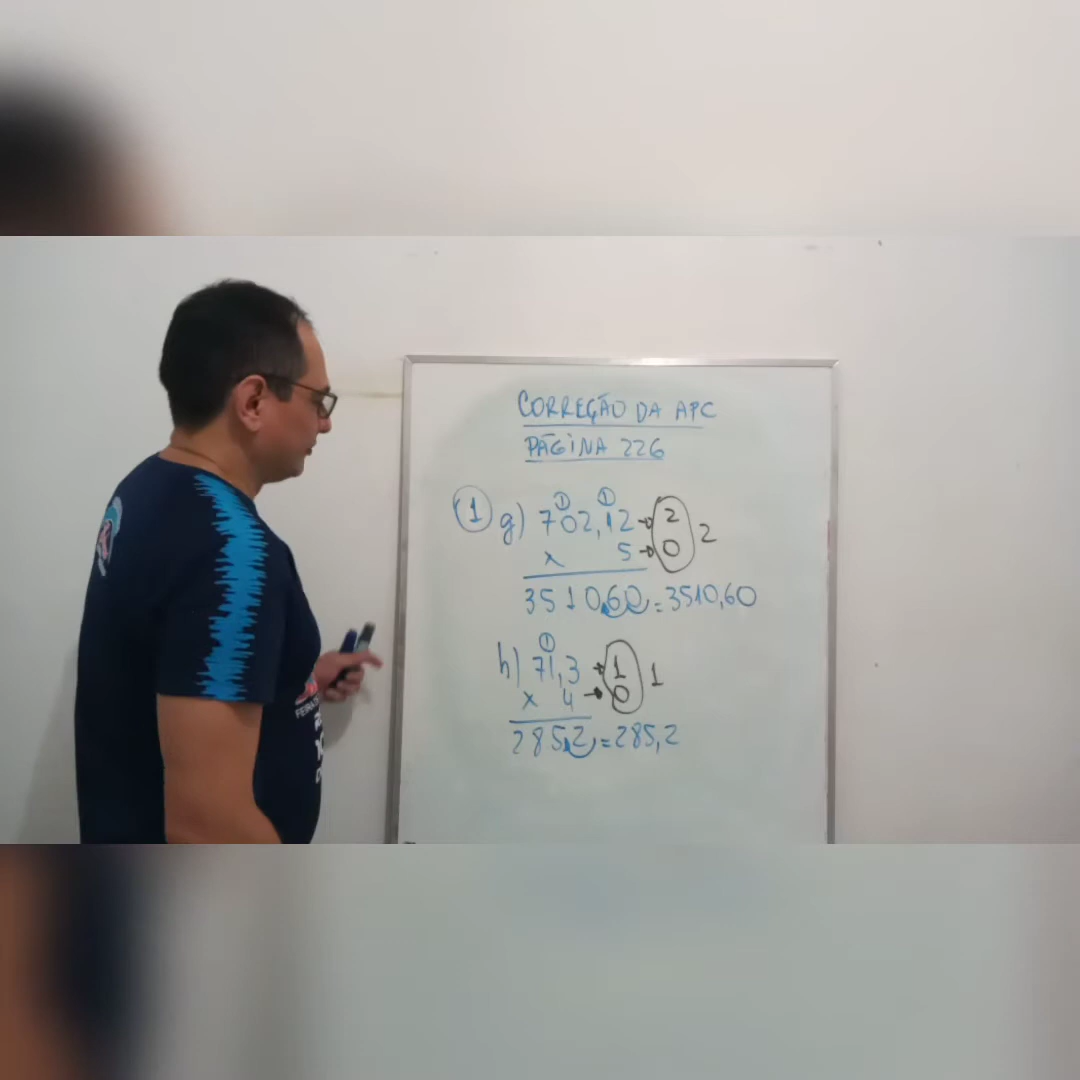 CORREÇÃO DA APC
PÁGINA 226
1 g) 702,12 → 2
x 5 → 0 2
3510,60 = 3510,60
h) 71,3 → 1
x 4 → 0 1
285,2 = 285,2